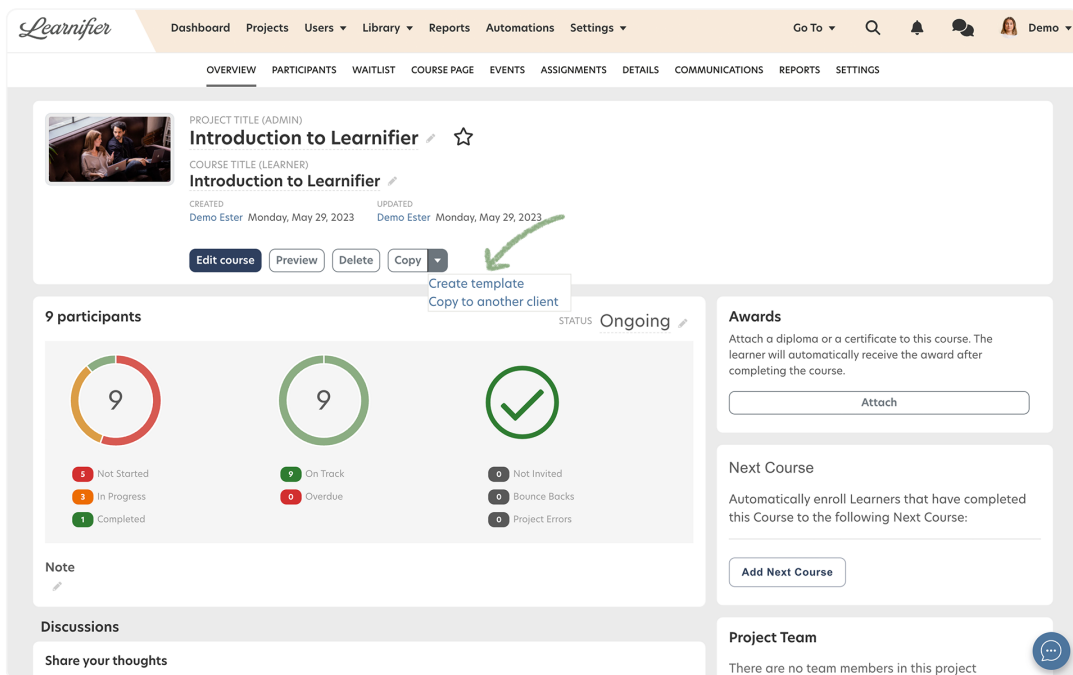 Learnifier
Dashboard Projects Users Library Reports Automations Settings Go To Demo
OVERVIEW PARTICIPANTS WAITLIST COURSE PAGE EVENTS ASSIGNMENTS DETAILS COMMUNICATIONS REPORTS SETTINGS
PROJECT TITLE (ADMIN)
Introduction to Learnifier
COURSE TITLE (LEARNER)
Introduction to Learnifier
CREATED UPDATED
Demo Ester Monday, May 29, 2023 Demo Ester Monday, May 29, 2023
Edit course Preview Delete Copy
Create template
Copy to another client
9 participants
STATUS Ongoing
9 9
5 Not Started 9 On Track 0 Not Invited
3 In Progress 0 Overdue 0 Bounce Backs
1 Completed 0 Project Errors
Note
Discussions
Share your thoughts
Awards
Attach a diploma or a certificate to this course. The
learner will automatically receive the award after
completing the course.
Attach
Next Course
Automatically enroll Learners that have completed
this Course to the following Next Course:
Add Next Course
Project Team
There are no team members in this project